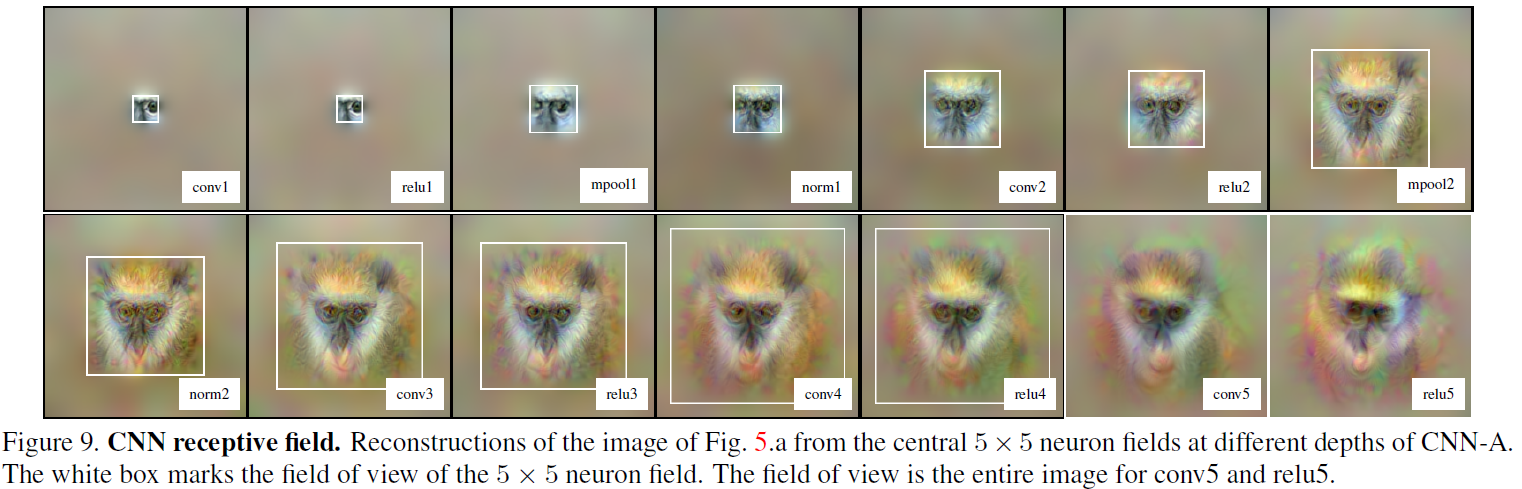 conv1
relu1
mpool1
norm1
conv2
relu2
mpool2
norm2
conv3
relu3
conv4
relu4
conv5
relu5
Figure 9. CNN receptive field. Reconstructions of the image of Fig. 5.a from the central 5 × 5 neuron fields at different depths of CNN-A.
The white box marks the field of view of the 5 × 5 neuron field. The field of view is the entire image for conv5 and relu5.